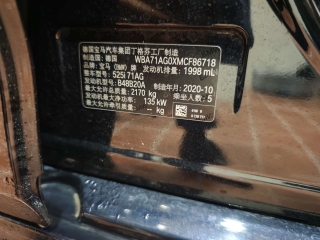 德国宝马汽车集团丁格芬工厂制造
制造国：德国 WBA71AG0XMCF86718
品牌：宝马（BMW）牌 发动机排量：1998 mL
整车型号：525i 71AG
发动机型号：B48B20A 制造年月：2020-10
最大允许总质量：2170 kg 乘坐人数：5
发动机最大净功率：135 kW
最大允许牵引质量：-- kg